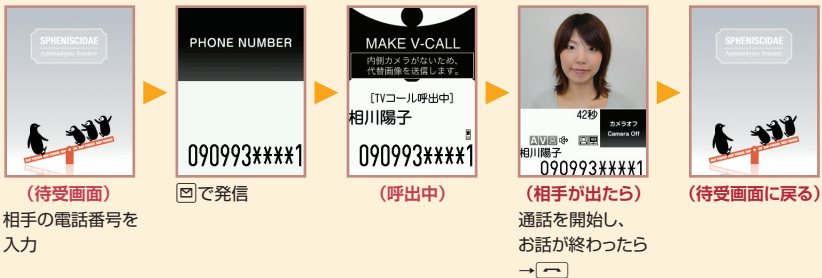 SPHENISCIDAE
Aptenodytes forsteri
PHONE NUMBER
090993****1
MAKE V-CALL
内側カメラがないため、
代替画像を送信します。
[TVコール呼出中]
相川陽子
090993****1
42秒
カメラオフ
Camera Off
AVS
相川陽子
090993****1
SPHENISCIDAE
Aptenodytes forsteri
(待受画面)
相手の電話番号を
入力
で発信
(呼出中)
(相手が出たら)
通話を開始し、
お話が終わったら
→
(待受画面に戻る)